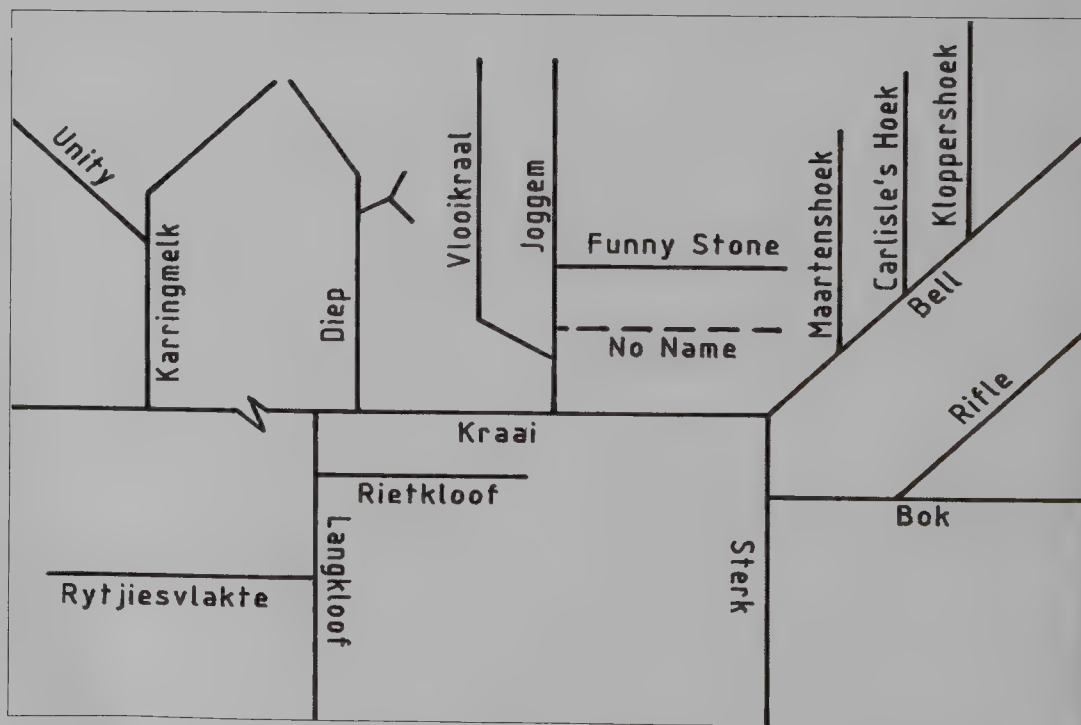 Unity
Karringmelk
Diep
Vlooikraal
Joggem
Funny Stone
No Name
Maartenshoek
Carlisle's Hoek
Kloppershoek
Bell
Rifle
Kraai
Rietkloof
Langkloof
Rytjiesvlakte
Sterk
Bok